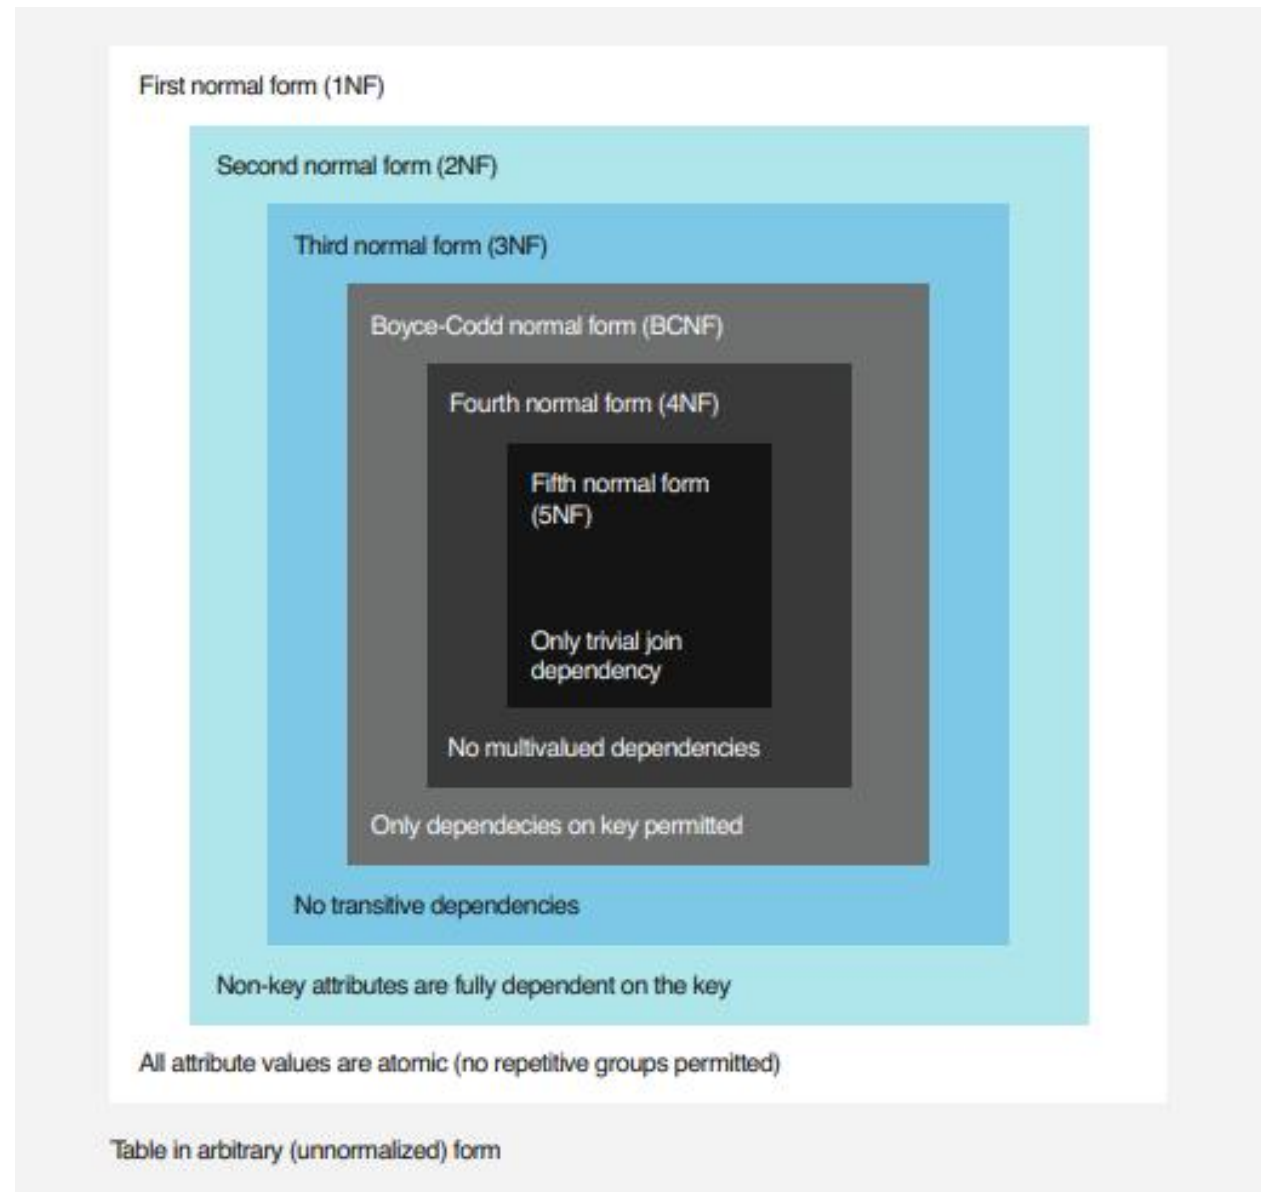 First normal form (1NF)
Second normal form (2NF)
Third normal form (3NF)
Boyce-Codd normal form (BCNF)
Fourth normal form (4NF)
Fifth normal form
(5NF)
Only trivial join
dependency
No multivalued dependencies
Only dependecies on key permitted
No transitive dependencies
Non-key attributes are fully dependent on the key
All attribute values are atomic (no repetitive groups permitted)
Table in arbitrary (unnormalized) form